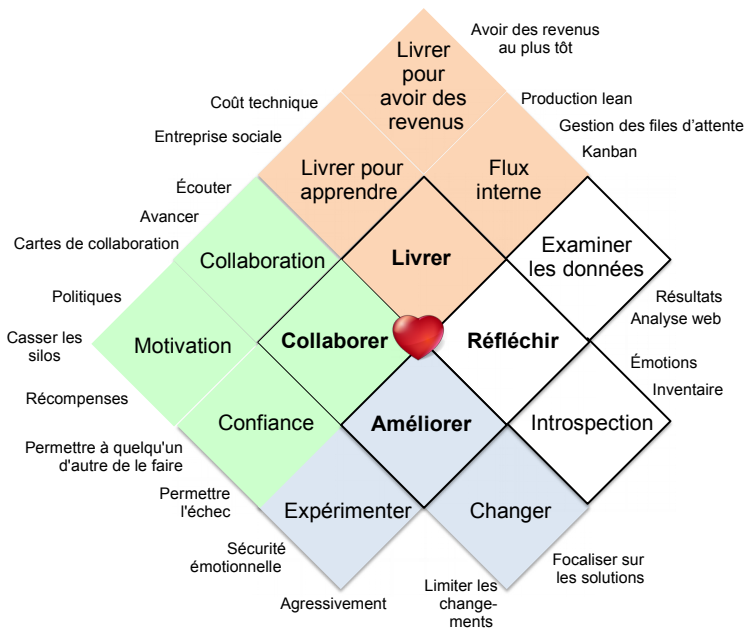 Avoir des revenus
au plus tôt
Livrer
pour
avoir des
revenus
Coût technique
Production lean
Entreprise sociale
Gestion des files d'attente
Kanban
Livrer pour
apprendre
Flux
interne
Écouter
Avancer
Cartes de collaboration
Collaboration
Livrer
Examiner
les données
Politiques
Résultats
Analyse web
Casser les
silos
Motivation
Collaborer
Réfléchir
Émotions
Inventaire
Récompenses
Confiance
Améliorer
Introspection
Permettre à quelqu'un
d'autre de le faire
Permettre
l'échec
Expérimenter
Changer
Sécurité
émotionnelle
Focaliser sur
les solutions
Agressivement
Limiter les
change-
ments